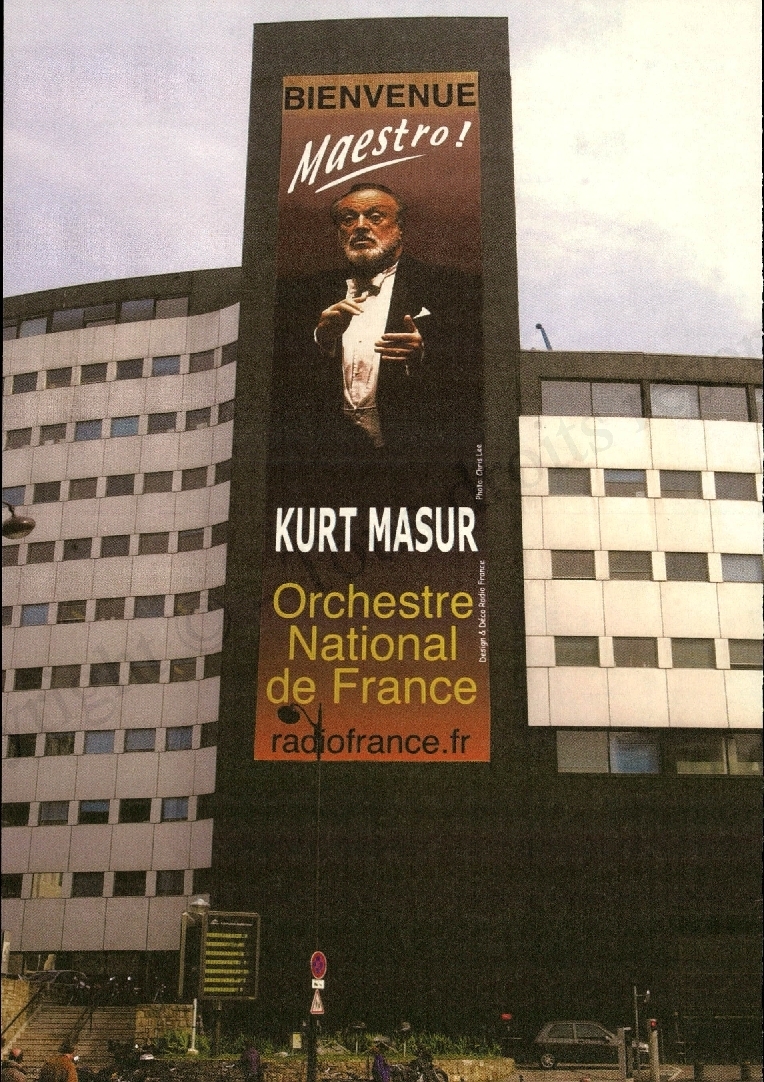 BIENVENUE
Maestro!
Photo: Chris Lee
KURT MASUR
Orchestre
National
de France
Design & Déco Radio France
radiofrance.fr